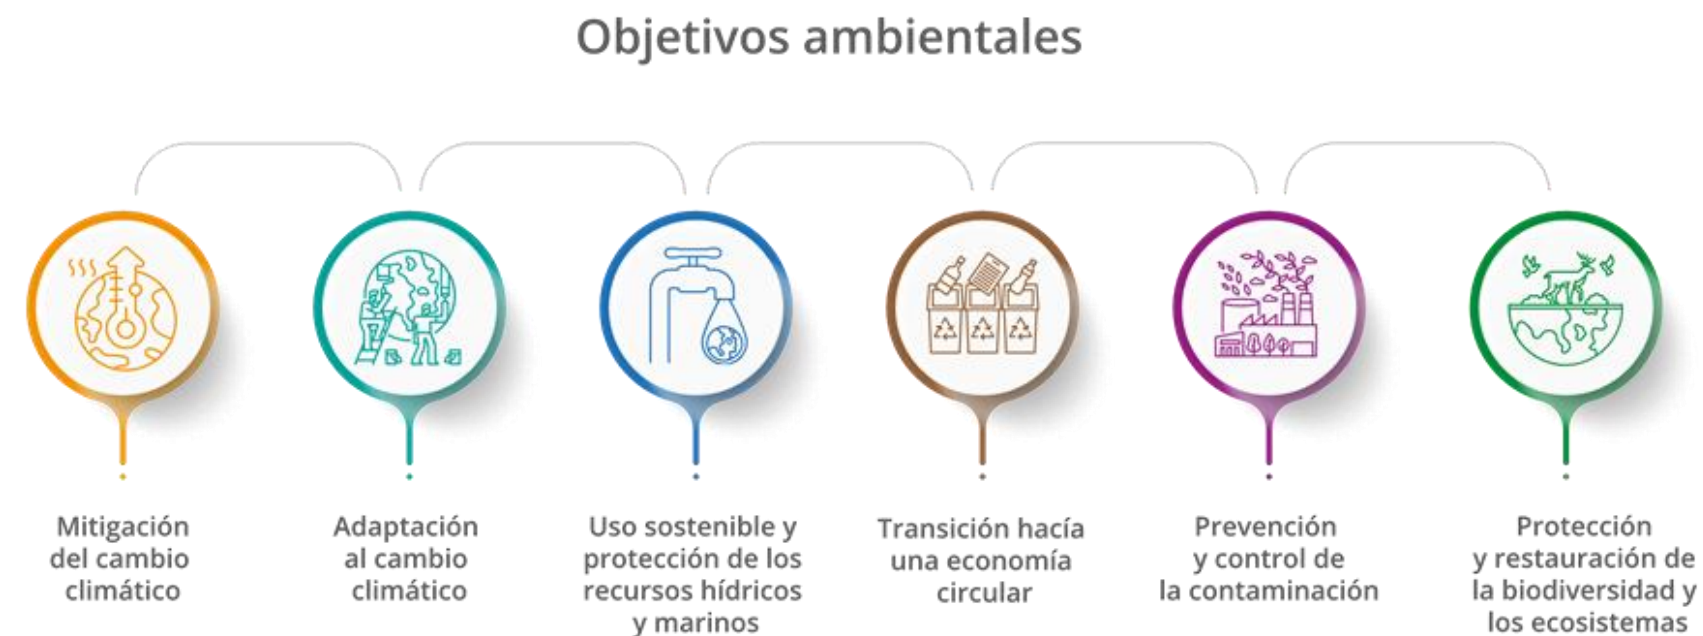 Objetivos ambientales
Mitigación
del cambio
climático
Adaptación
al cambio
climático
Uso sostenible y
protección de los
recursos hídricos
y marinos
Transición hacía
una economía
circular
Prevención
y control de
la contaminación
Protección
y restauración de
la biodiversidad y
los ecosistemas